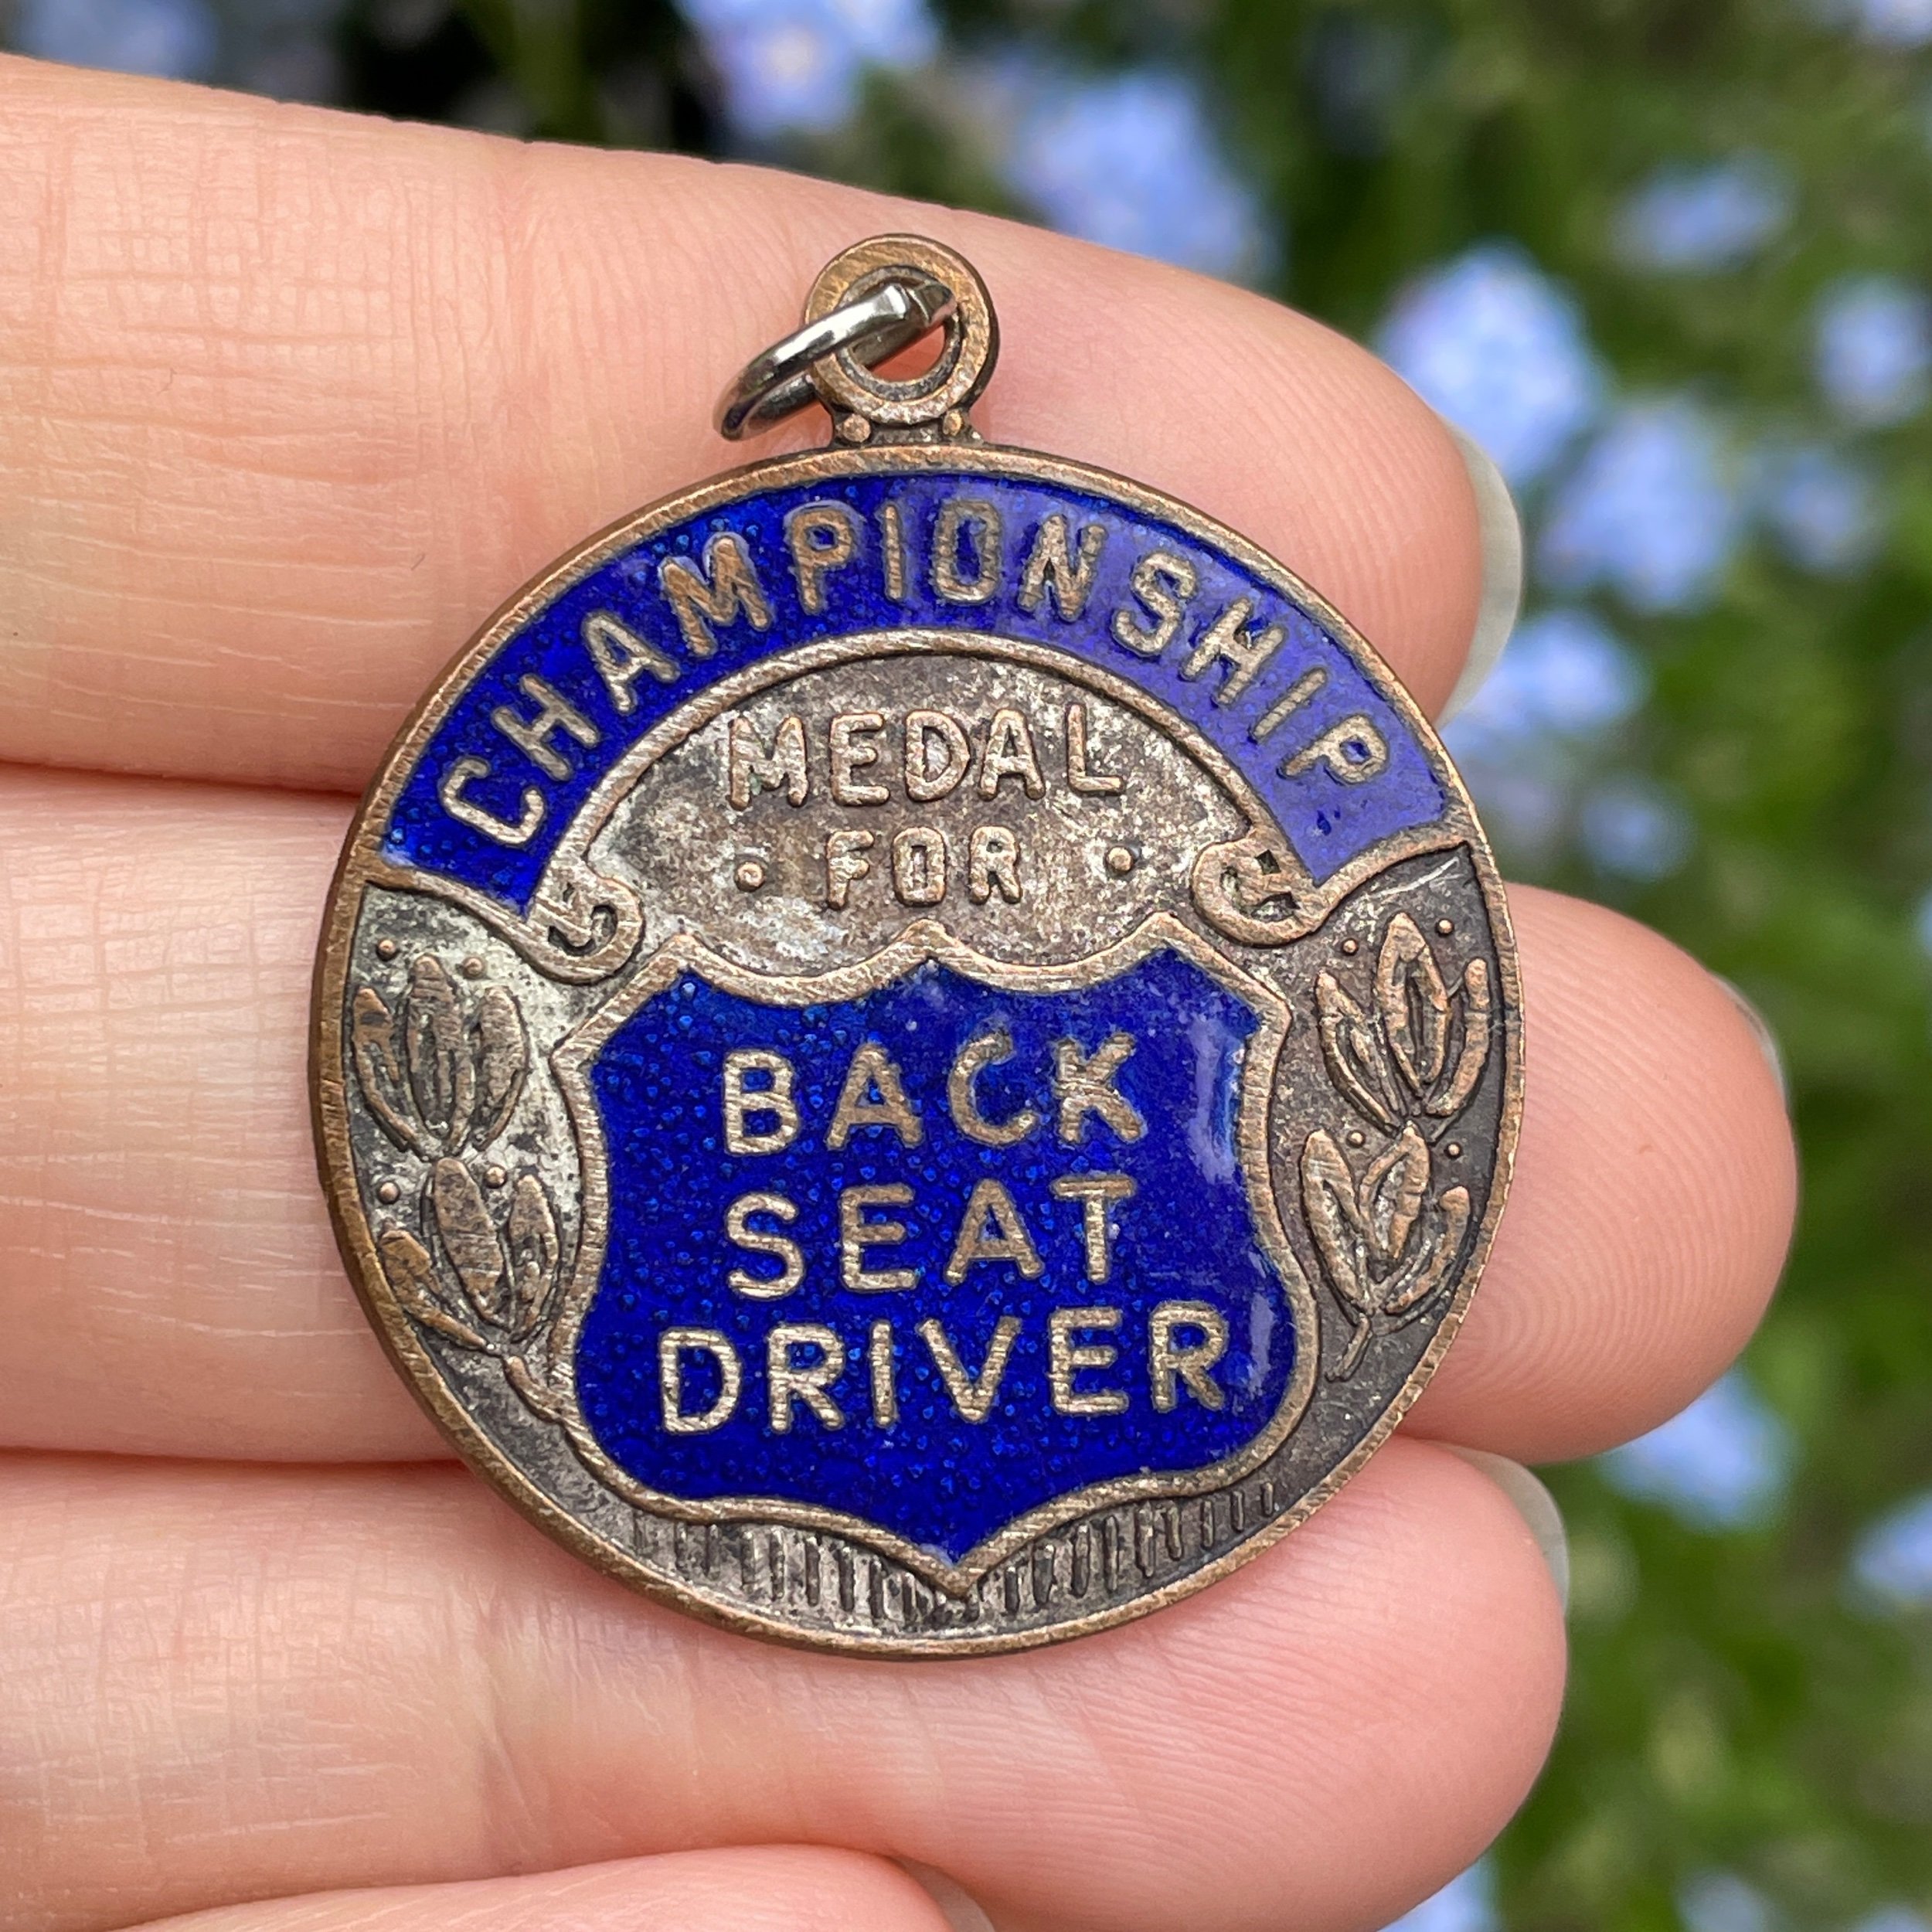 CHAMPIONSHIP
MEDAL
· FOR ·
BACK
SEAT
DRIVER